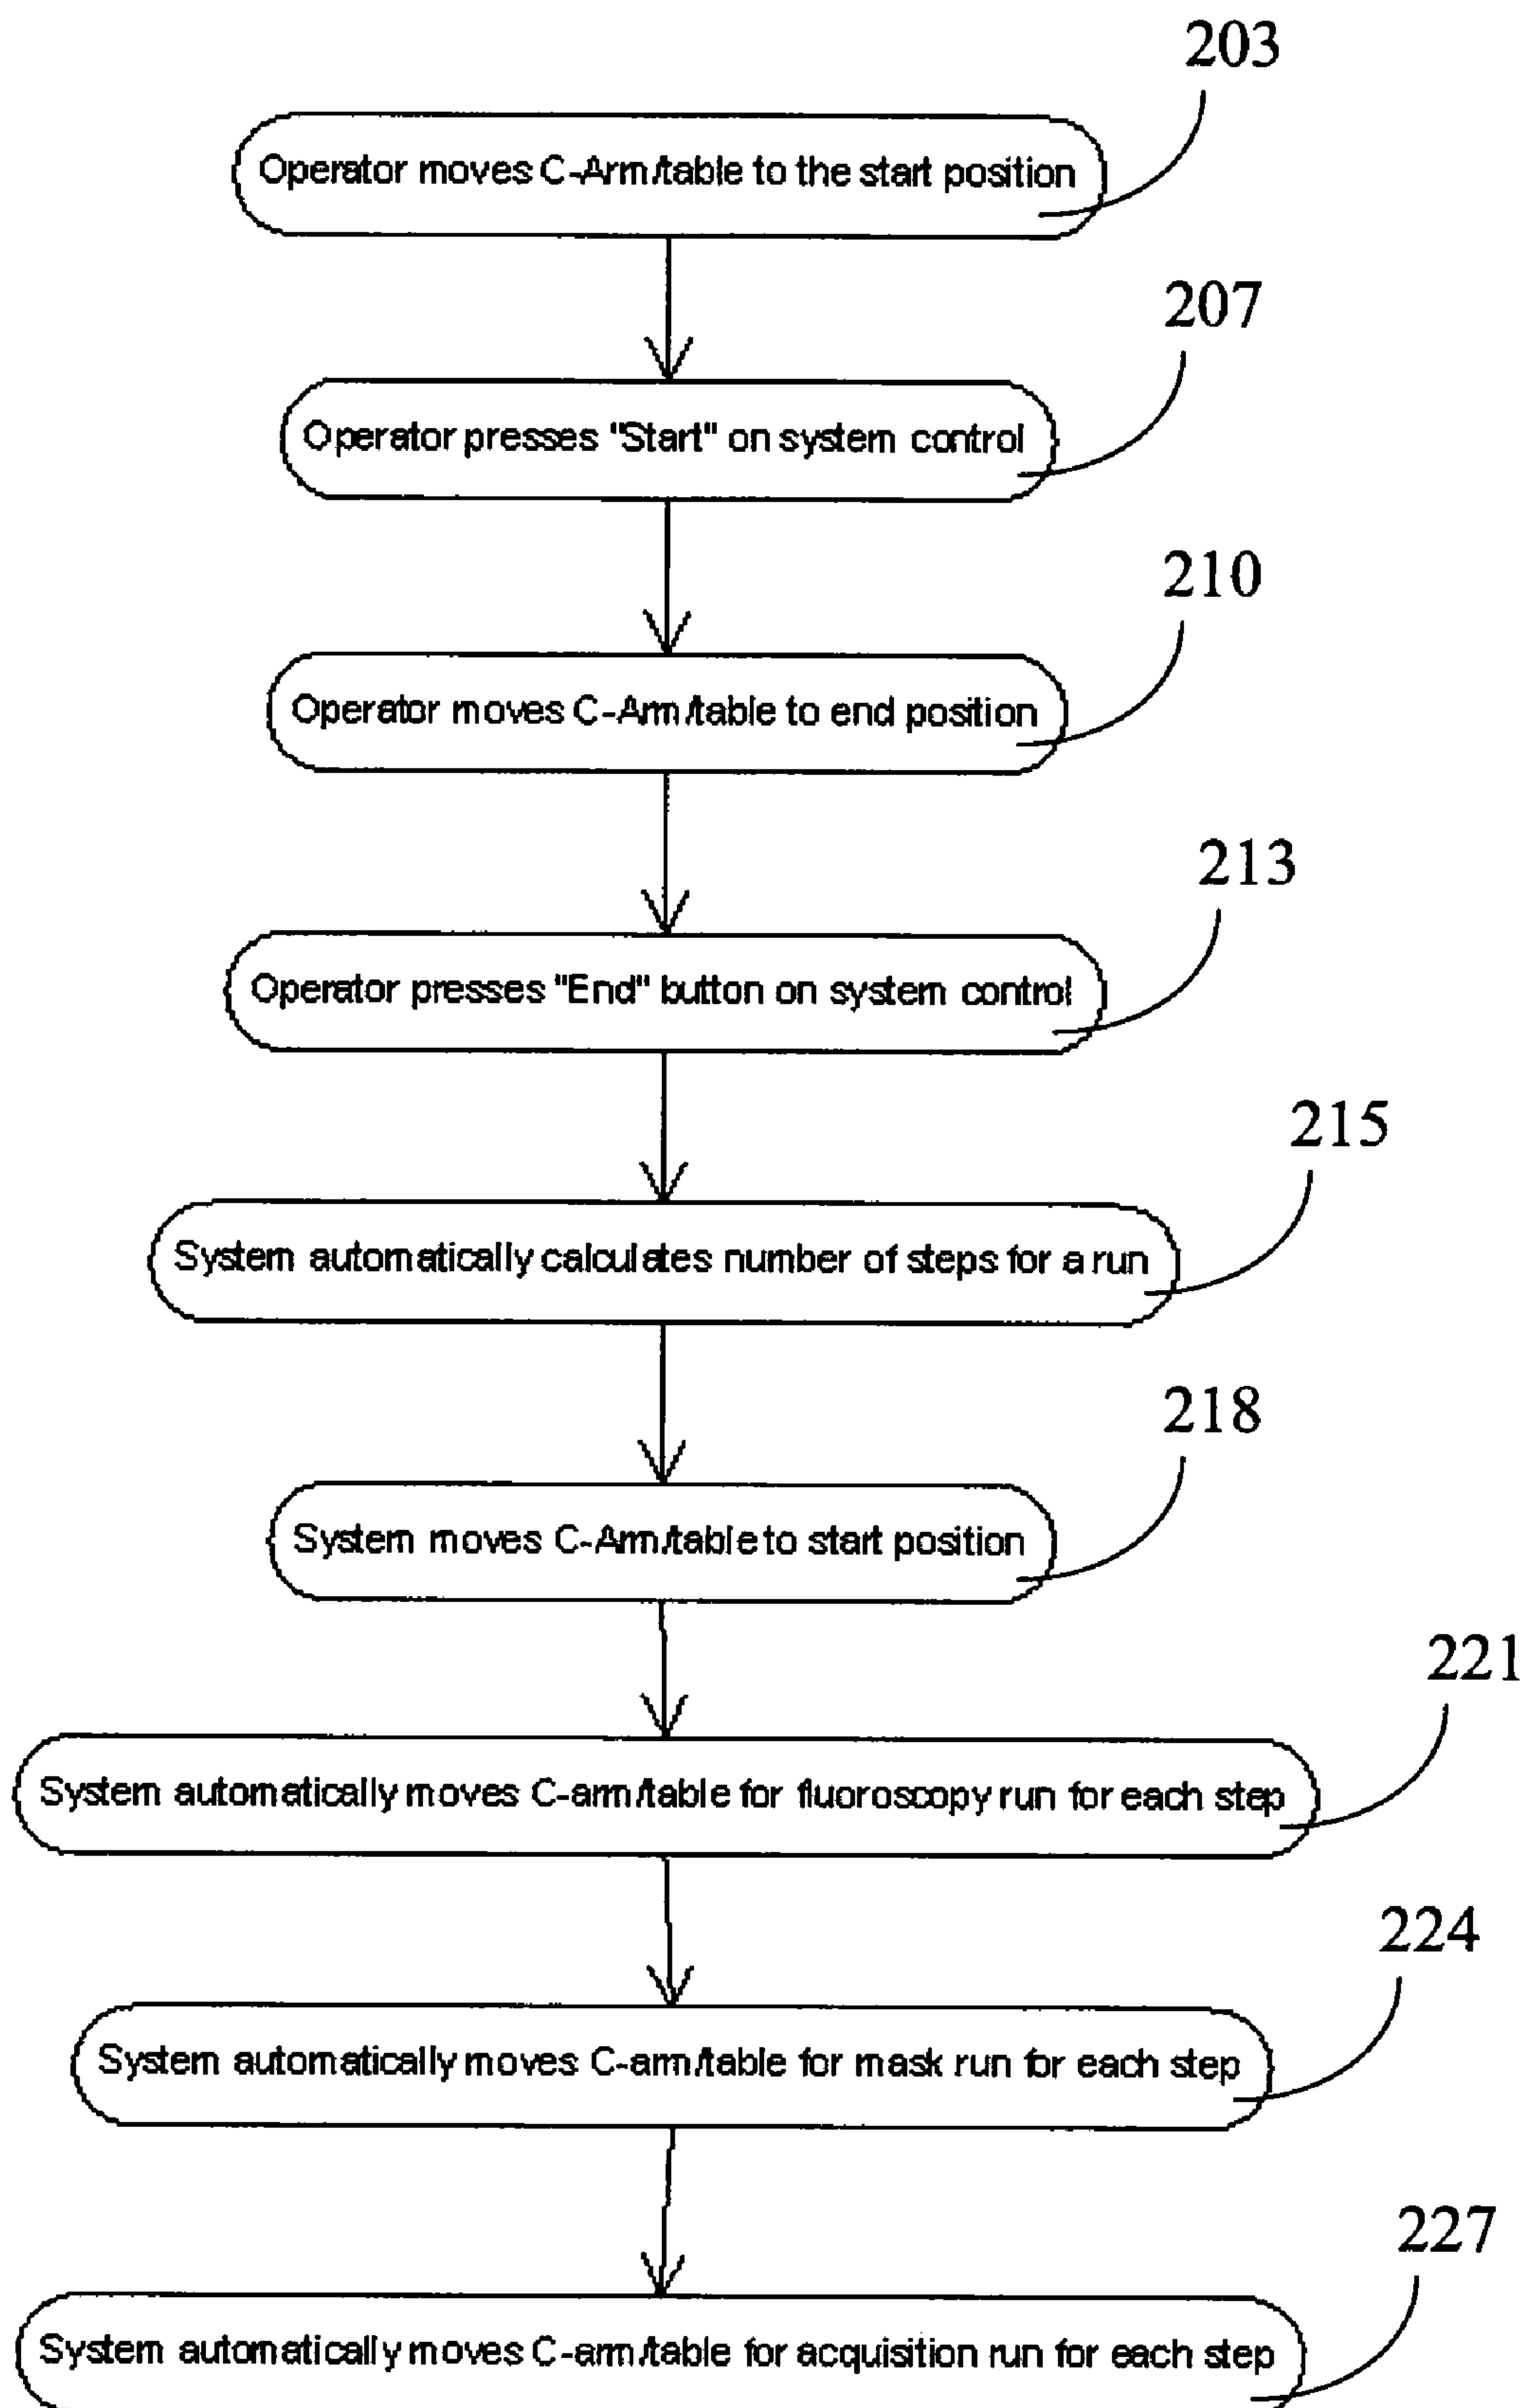 203
Operator moves C-Arm/table to the start position
207
Operator presses "Start" on system control
210
Operator moves C-Arm/table to end position
213
Operator presses "End" button on system control
215
System automatically calculates number of steps for a run
218
System moves C-Arm/table to start position
221
System automatically moves C-arm/table for fluoroscopy run for each step
224
System automatically moves C-arm/table for mask run for each step
227
System automatically moves C-arm/table for acquisition run for each step